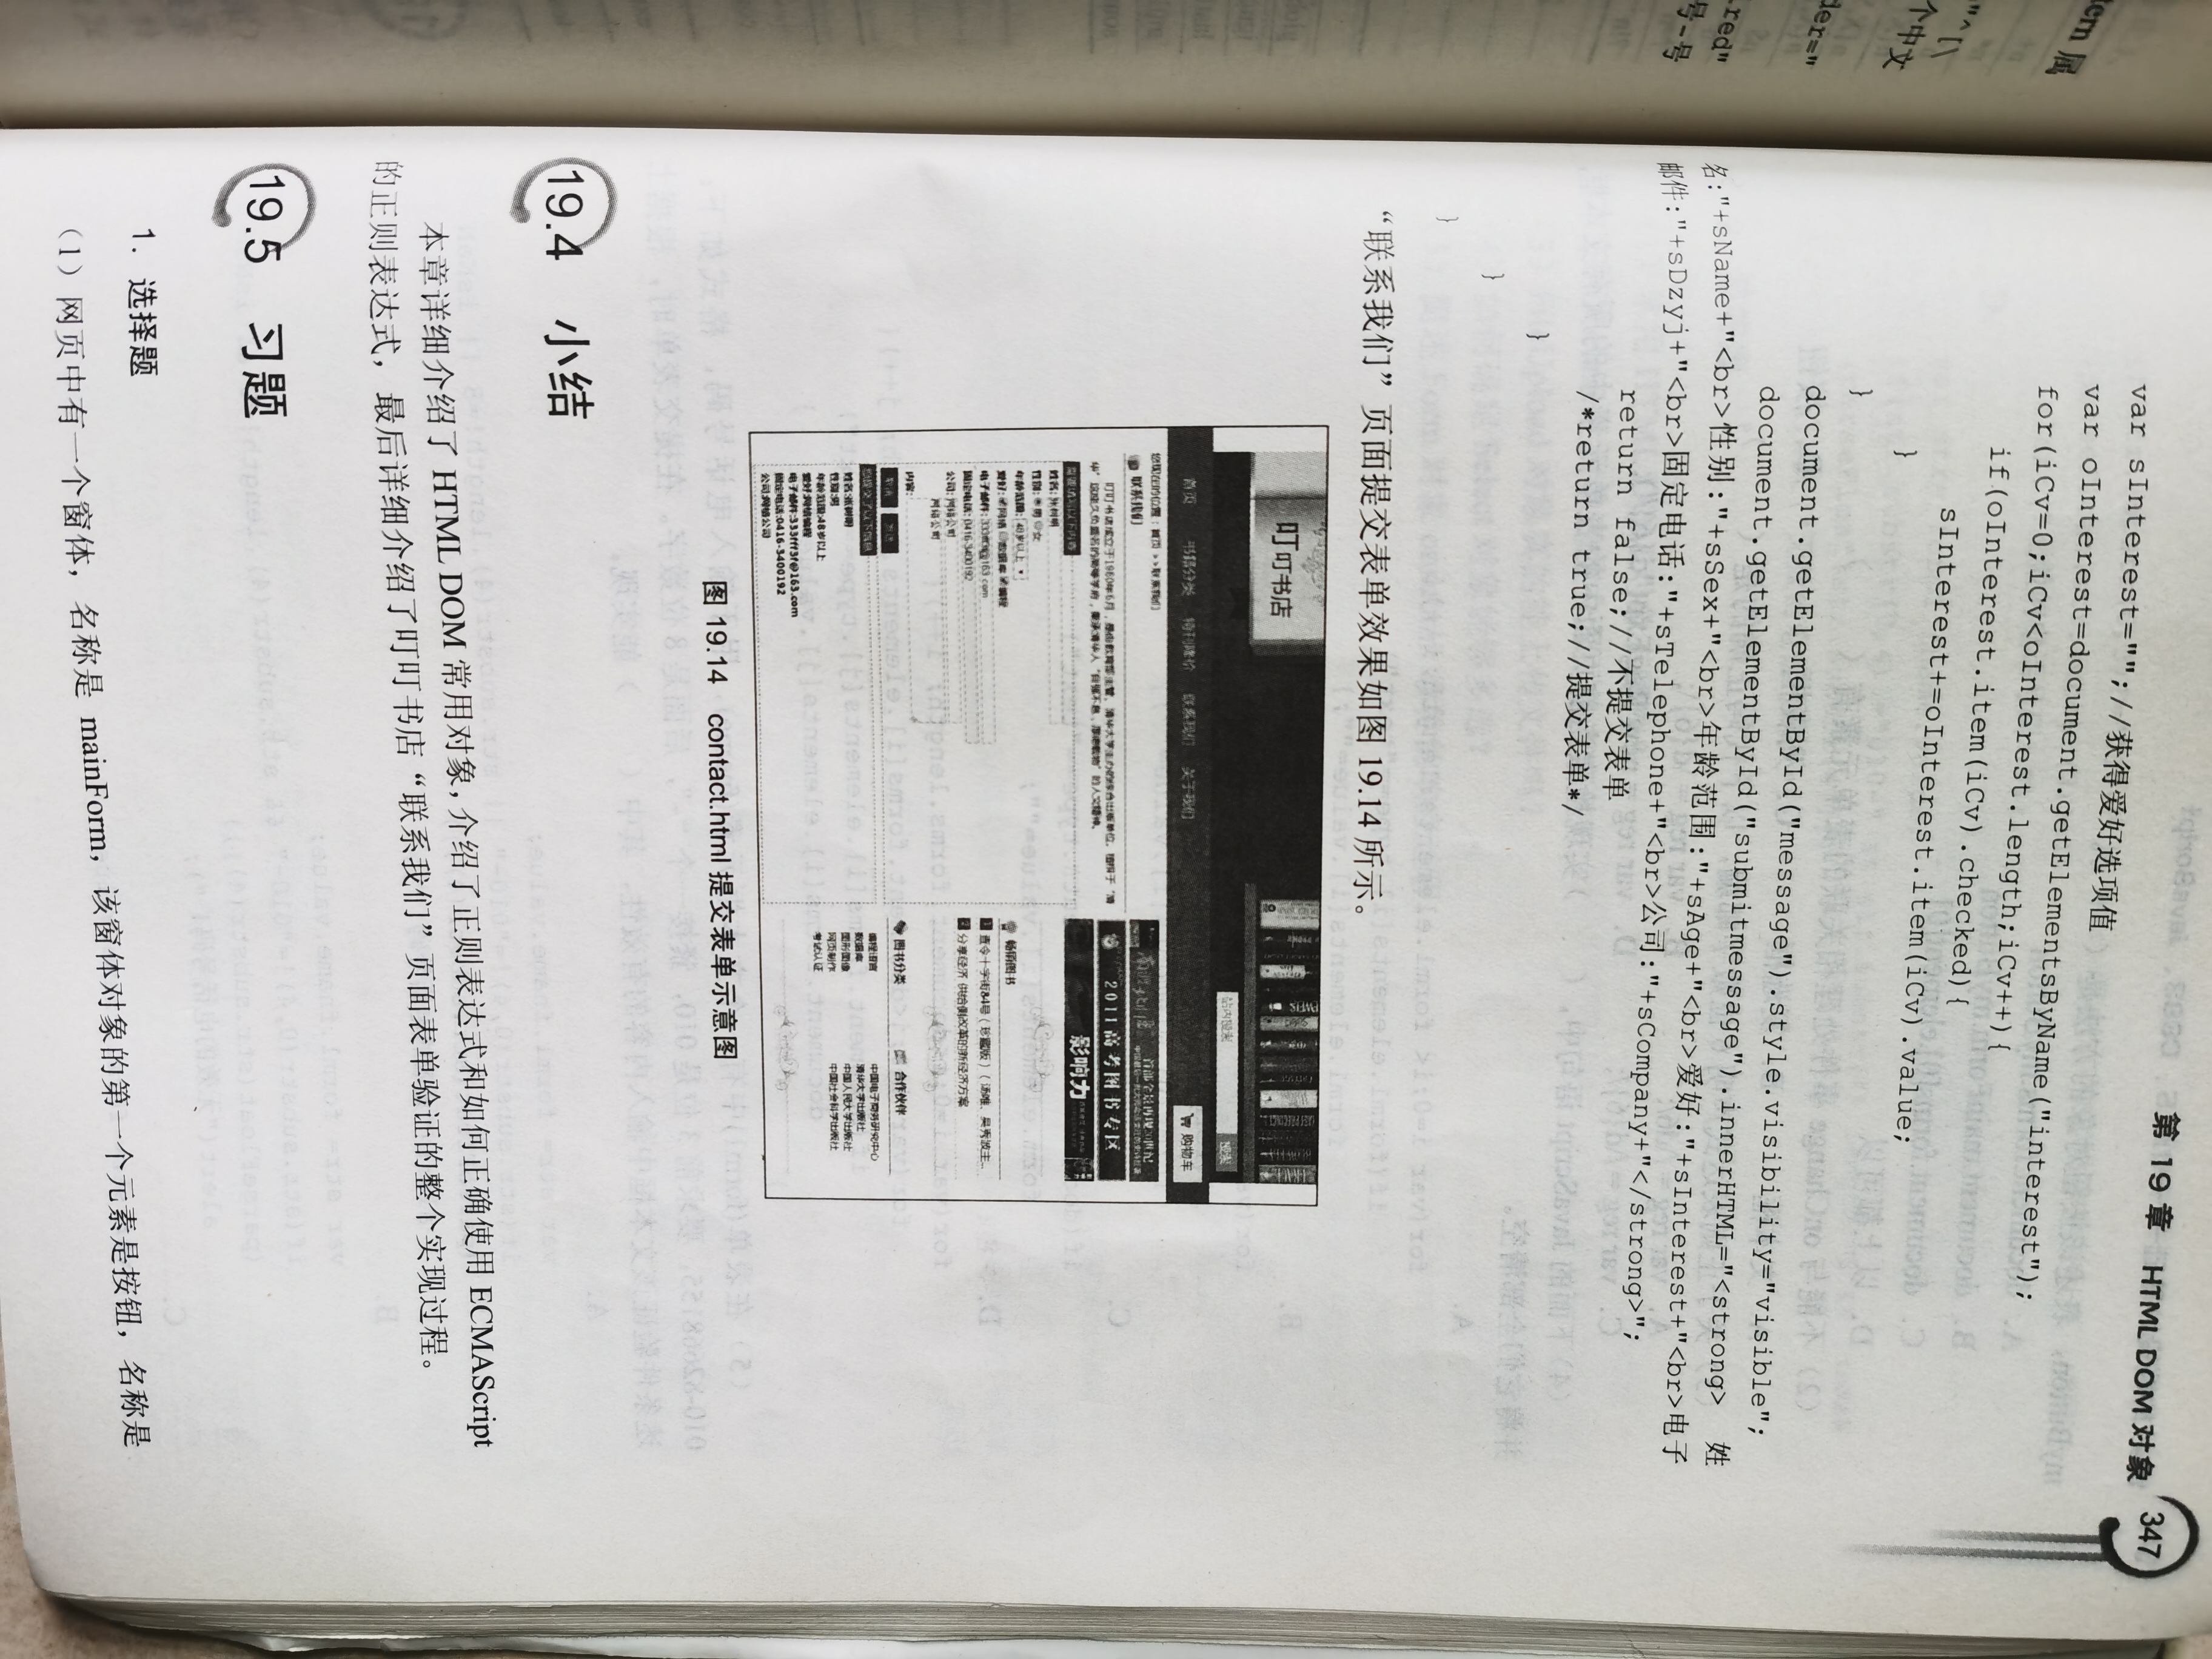 第 19 章 HTML DOM 对象 347
var sInterest="";//获得爱好选项值
var oInterest=document.getElementsByName("interest");
for(iCv=0;iCv<oInterest.length;iCv++){
if(oInterest.item(iCv).checked){
sInterest+=oInterest.item(iCv).value;
}
}
document.getElementById("message").style.visibility="visible";
document.getElementById("submitmessage").innerHTML="<strong> 姓
名:"+sName+"<br>性别:"+sSex+"<br>年龄范围:"+sAge+"<br>爱好:"+sInterest+"<br>电子
邮件:"+sDzyj+"<br>固定电话:"+sTelephone+"<br>公司:"+sCompany+"</strong>";
return false;//不提交表单
/*return true;//提交表单*/
}
}
}
“联系我们”页面提交表单效果如图 19.14 所示。
叮叮书店
站内搜索 搜索
首页 书籍分类 特刊降价 联系我们 关于我们 购物车
您现在的位置：首页 >>联系我们
联系我们
叮叮书店成立于1980年6月，是由教育部主管、清华大学主办的综合出版单位。植根于“清
华”这座久负盛名的高等学府，秉承清华人“自强不息，厚德载物”的人文精神。
姓名:张树明
性别: 男 女
年龄范围: 48岁以上
爱好: 网络 数据库 编程
电子邮件: 333fff3f@163.com
固定电话: 0416-3400192
公司: 网络公司
网络公司
内容:
取消 发送
您提交了以下信息
姓名:张树明
性别:男
年龄范围:48岁以上
爱好:网络编程
电子邮件:333fff3f@163.com
固定电话:0416-3400192
公司:网络公司
首部全景再现20世纪
2011高考图书专区
影响力
畅销图书
1 查令十字街84号（珍藏版）（汤唯、吴秀波主...
2 分享经济 供给侧改革的新经济方案
图书分类 合作伙伴
编程语言 中国电子商务研究中心
数据库 清华大学出版社
图形图像 中国人民大学出版社
网页制作 中国社会科学出版社
考试认证
图 19.14 contact.html 提交表单示意图
19.4 小结
本章详细介绍了 HTML DOM 常用对象，介绍了正则表达式和如何正确使用 ECMAScript
的正则表达式，最后详细介绍了叮叮书店“联系我们”页面表单验证的整个实现过程。
19.5 习题
1. 选择题
（1）网页中有一个窗体，名称是 mainForm，该窗体对象的第一个元素是按钮，名称是